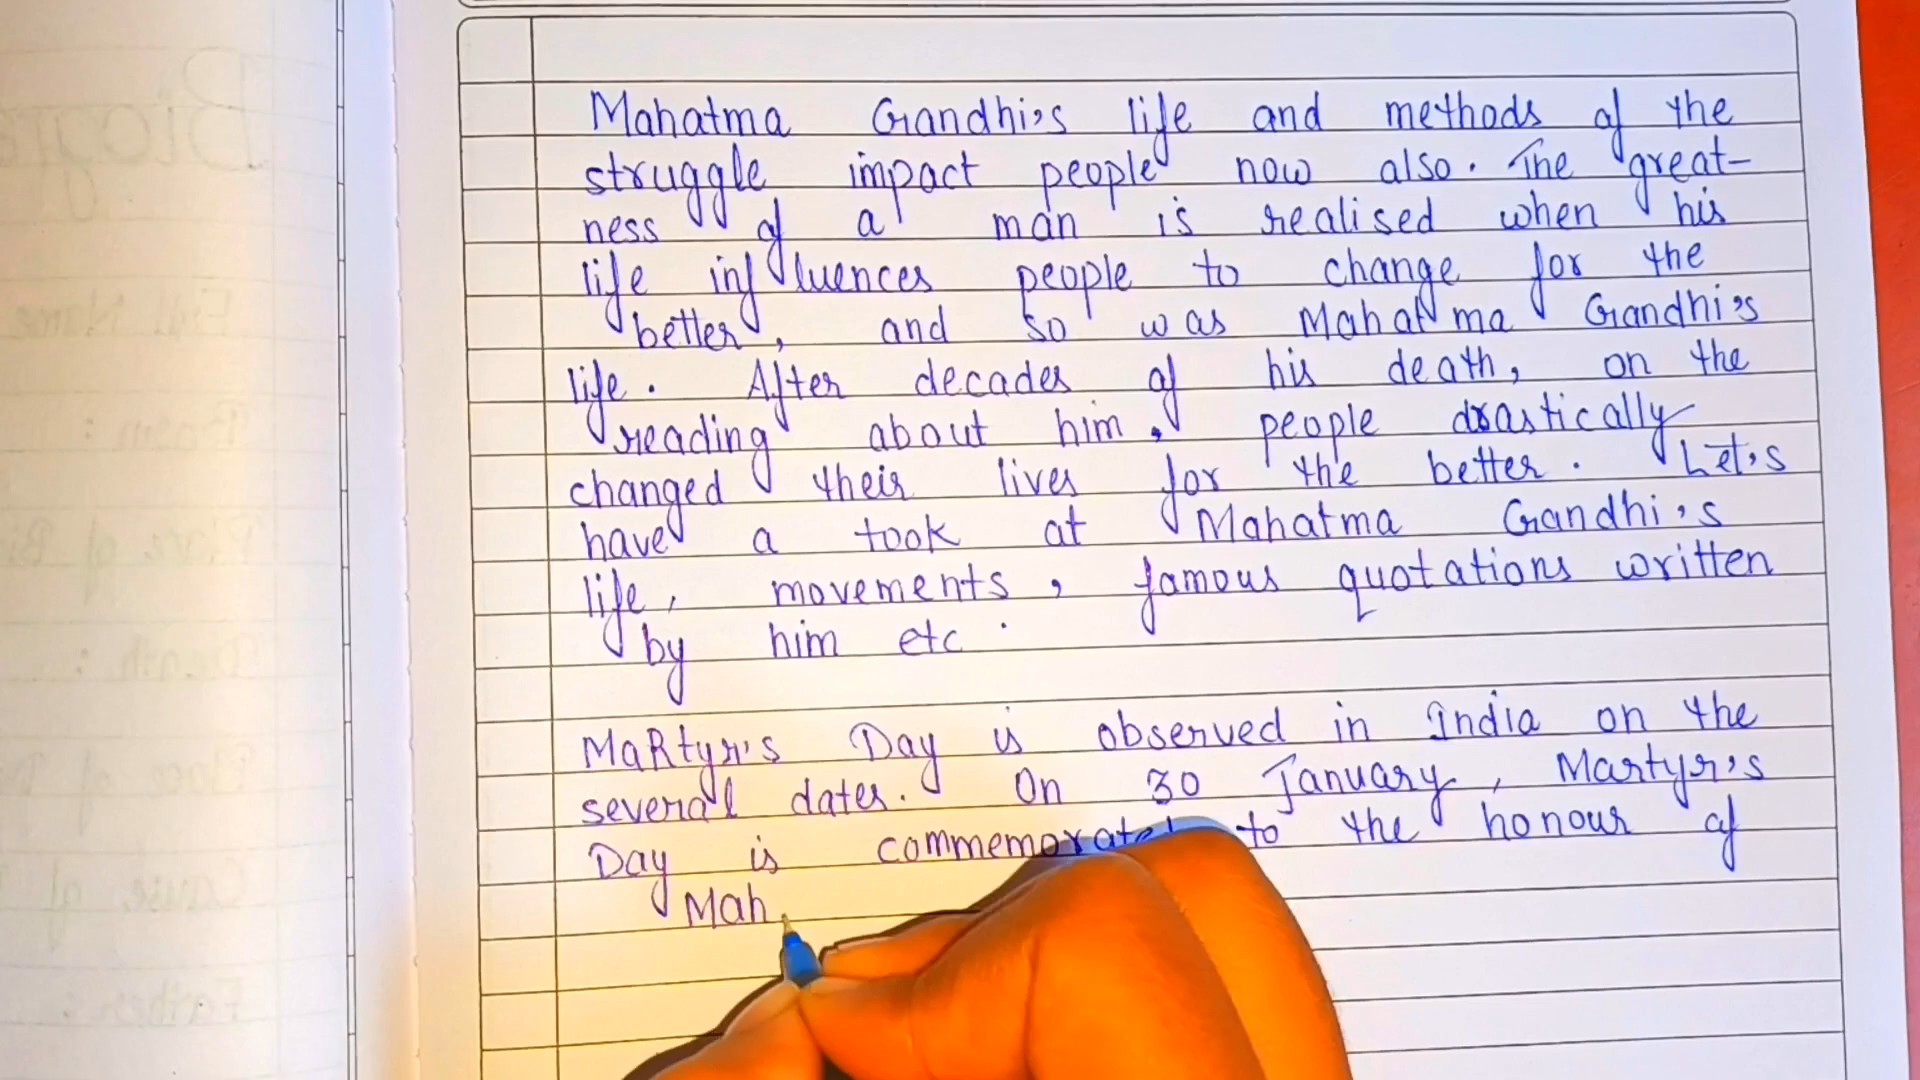 Mahatma Gandhi's life and methods of the
struggle impact people now also. The great-
ness of a man is realised when his
life influences people to change for the
better, and so was Mahatma Gandhi's
life. After decades of his death, on the
reading about him, people drastically
changed their lives for the better. Let's
have a took at Mahatma Gandhi's
life, movements, famous quotations written
by him etc.
MaRtyr's Day is observed in India on the
several dates. On 30 January, Martyr's
Day is to the honour of
Mah